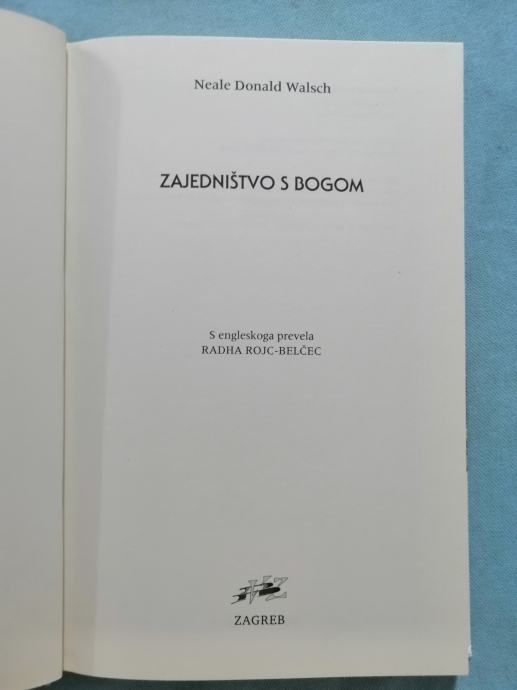 Neale Donald Walsch
ZAJEDNIŠTVO S BOGOM
S engleskoga prevela
RADHA ROJC-BELČEC
ZAGREB